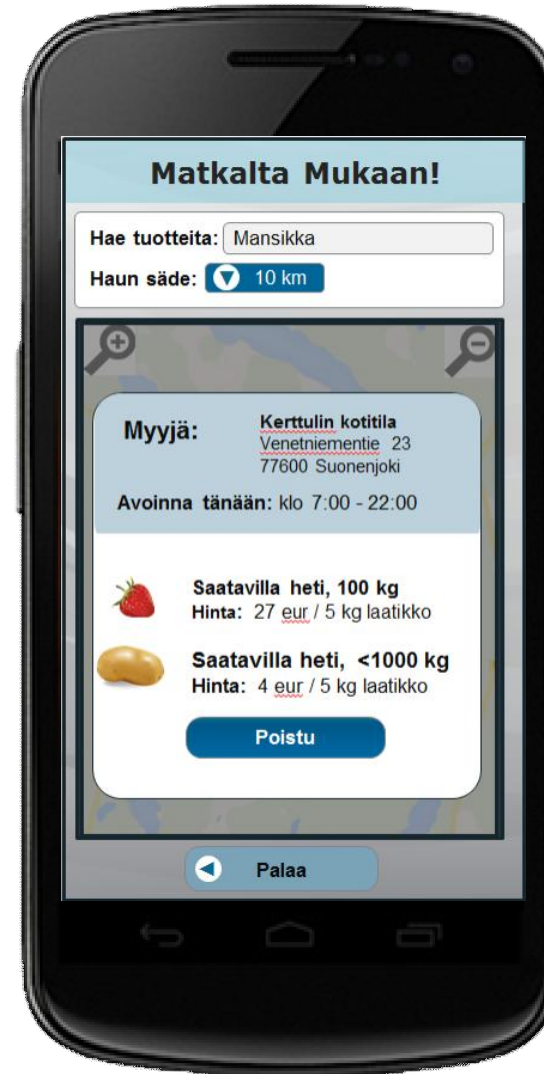 Matkalta Mukaan!
Hae tuotteita: Mansikka
Haun säde: 10 km
Myyjä:
Kerttulin kotitila
Venetniementie 23
77600 Suonenjoki
Avoinna tänään: klo 7:00 - 22:00
Saatavilla heti, 100 kg
Hinta: 27 eur / 5 kg laatikko
Saatavilla heti, <1000 kg
Hinta: 4 eur / 5 kg laatikko
Poistu
Palaa